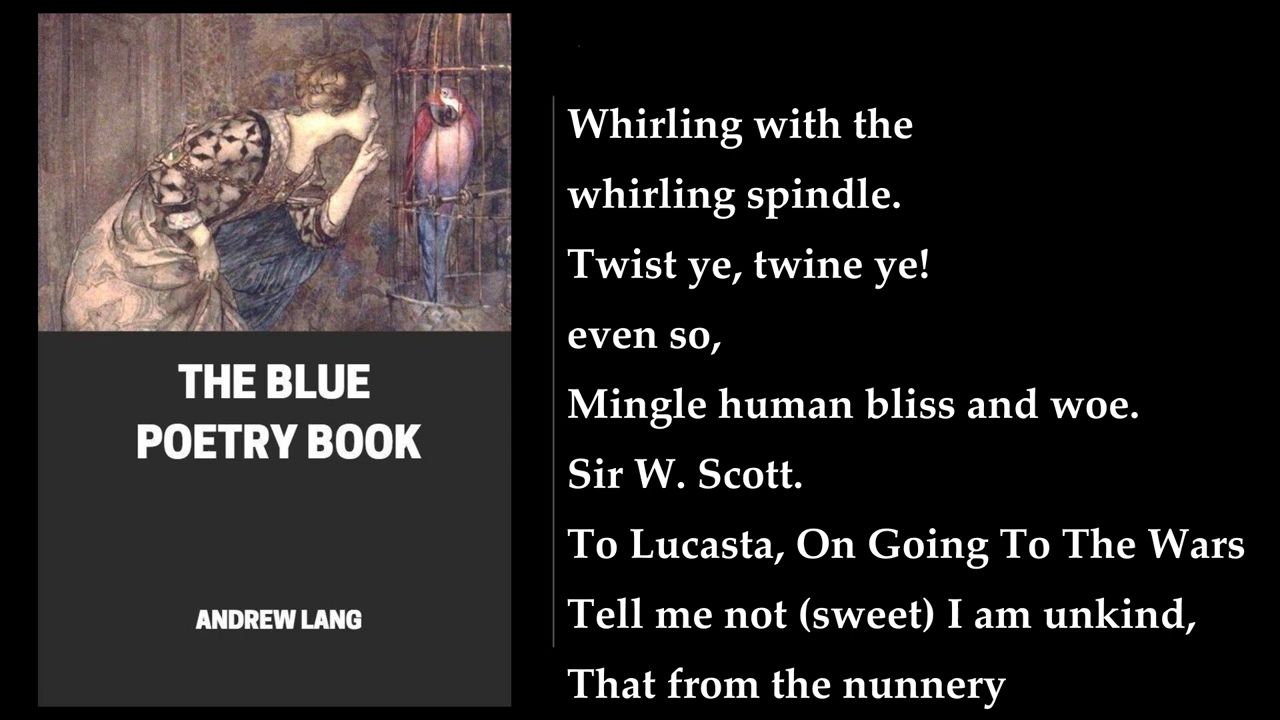 THE BLUE
POETRY BOOK
ANDREW LANG
Whirling with the
whirling spindle.
Twist ye, twine ye!
even so,
Mingle human bliss and woe.
Sir W. Scott.
To Lucasta, On Going To The Wars
Tell me not (sweet) I am unkind,
That from the nunnery